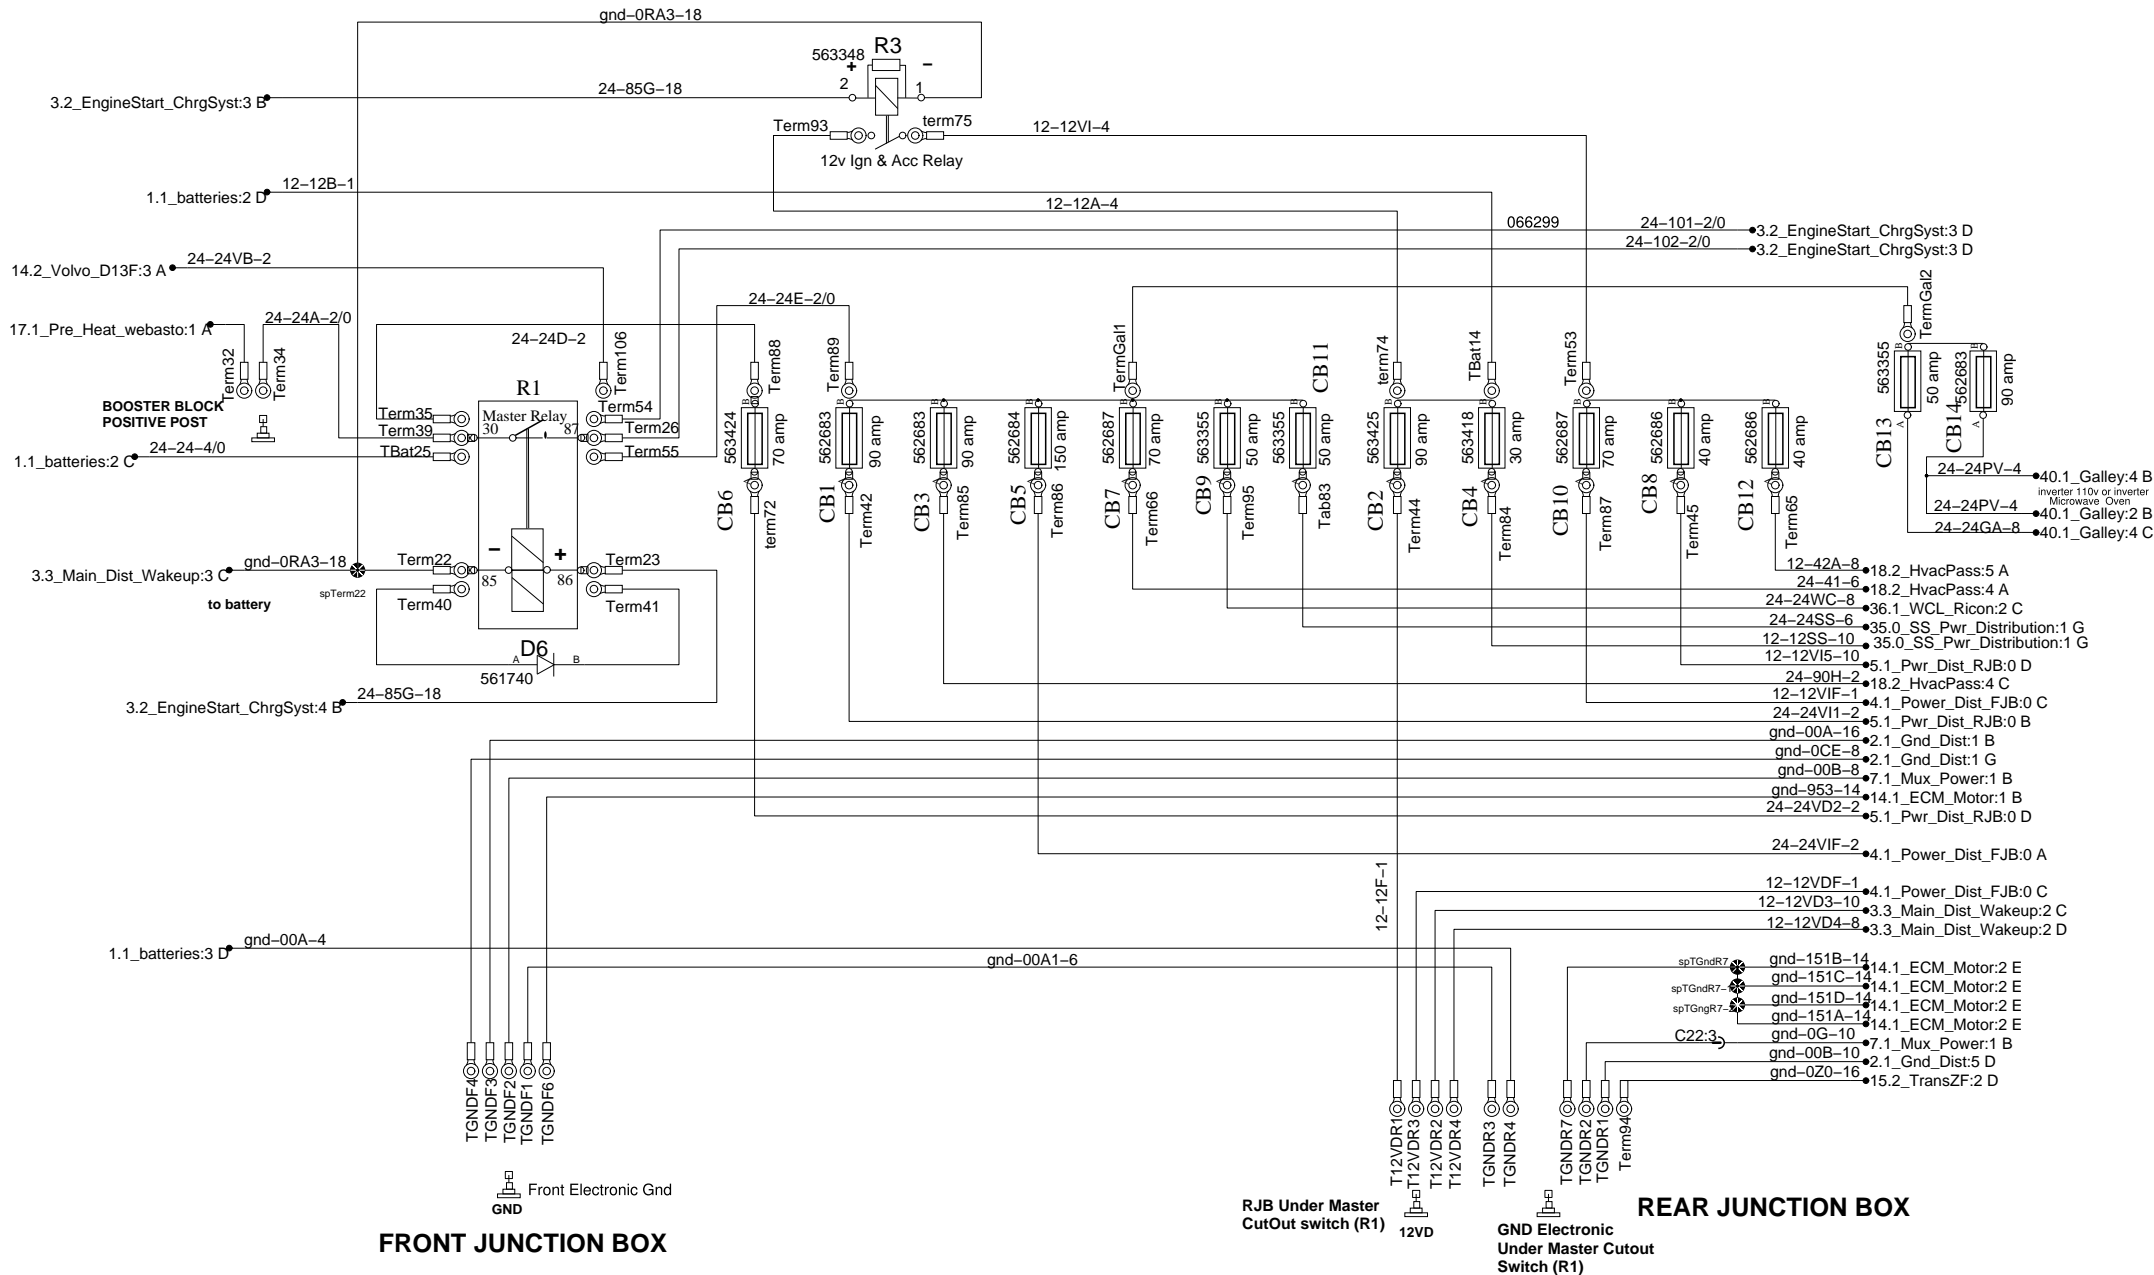 gnd-0RA3-18
R3
563348
+
-
2
1
24-85G-18
3.2_EngineStart_ChrgSyst:3 B
Term93
term75
12-12VI-4
12v Ign & Acc Relay
12-12B-1
1.1_batteries:2 D
12-12A-4
066299
24-101-2/0
3.2_EngineStart_ChrgSyst:3 D
24-102-2/0
3.2_EngineStart_ChrgSyst:3 D
24-24VB-2
14.2_Volvo_D13F:3 A
24-24E-2/0
17.1_Pre_Heat_webasto:1 A
24-24A-2/0
24-24D-2
Term32
Term34
Term106
Term88
Term89
TermGal1
CB11
term74
TBat14
Term53
TermGal2
BOOSTER BLOCK
POSITIVE POST
R1
Master Relay
30
87
Term35
Term39
TBat25
Term54
Term26
Term55
24-24-4/0
1.1_batteries:2 C
B
563424
70 amp
A
CB6
term72
B
562683
90 amp
A
CB1
Term42
B
562683
90 amp
A
CB3
Term85
B
562684
150 amp
A
CB5
Term86
B
562687
70 amp
A
CB7
Term66
B
563355
50 amp
A
CB9
Term95
B
563355
50 amp
A
Tab83
B
563425
90 amp
A
CB2
Term44
B
563418
30 amp
A
CB4
Term84
B
562687
70 amp
A
CB10
Term87
B
562686
40 amp
A
CB8
Term45
B
562686
40 amp
A
CB12
Term65
B
563355
50 amp
A
CB13
B
562683
90 amp
A
CB14
24-24PV-4
40.1_Galley:4 B
inverter 110v or inverter
Microwave Oven
24-24PV-4
40.1_Galley:2 B
24-24GA-8
40.1_Galley:4 C
gnd-0RA3-18
3.3_Main_Dist_Wakeup:3 C
to battery
spTerm22
Term22
Term40
-
+
85
86
Term23
Term41
D6
A
B
561740
24-85G-18
3.2_EngineStart_ChrgSyst:4 B
12-42A-8
18.2_HvacPass:5 A
24-41-6
18.2_HvacPass:4 A
24-24WC-8
36.1_WCL_Ricon:2 C
24-24SS-6
35.0_SS_Pwr_Distribution:1 G
12-12SS-10
35.0_SS_Pwr_Distribution:1 G
12-12VI5-10
5.1_Pwr_Dist_RJB:0 D
24-90H-2
18.2_HvacPass:4 C
12-12VIF-1
4.1_Power_Dist_FJB:0 C
24-24VI1-2
5.1_Pwr_Dist_RJB:0 B
gnd-00A-16
2.1_Gnd_Dist:1 B
gnd-0CE-8
2.1_Gnd_Dist:1 G
gnd-00B-8
7.1_Mux_Power:1 B
gnd-953-14
14.1_ECM_Motor:1 B
24-24VD2-2
5.1_Pwr_Dist_RJB:0 D
24-24VIF-2
4.1_Power_Dist_FJB:0 A
12-12F-1
12-12VDF-1
4.1_Power_Dist_FJB:0 C
12-12VD3-10
3.3_Main_Dist_Wakeup:2 C
12-12VD4-8
3.3_Main_Dist_Wakeup:2 D
gnd-00A-4
1.1_batteries:3 D
gnd-00A1-6
spTGndR7
gnd-151B-14
14.1_ECM_Motor:2 E
spTGndR7-
gnd-151C-14
14.1_ECM_Motor:2 E
spTGngR7-
gnd-151D-14
14.1_ECM_Motor:2 E
gnd-151A-14
14.1_ECM_Motor:2 E
C22:3
gnd-0G-10
7.1_Mux_Power:1 B
gnd-00B-10
2.1_Gnd_Dist:5 D
gnd-0Z0-16
15.2_TransZF:2 D
TGNDF4
TGNDF3
TGNDF2
TGNDF1
TGNDF6
T12VDR1
T12VDR3
T12VDR2
T12VDR4
TGNDR3
TGNDR4
TGNDR7
TGNDR2
TGNDR1
Term94
Front Electronic Gnd
GND
FRONT JUNCTION BOX
RJB Under Master
CutOut switch (R1)
12VD
GND Electronic
Under Master Cutout
Switch (R1)
REAR JUNCTION BOX